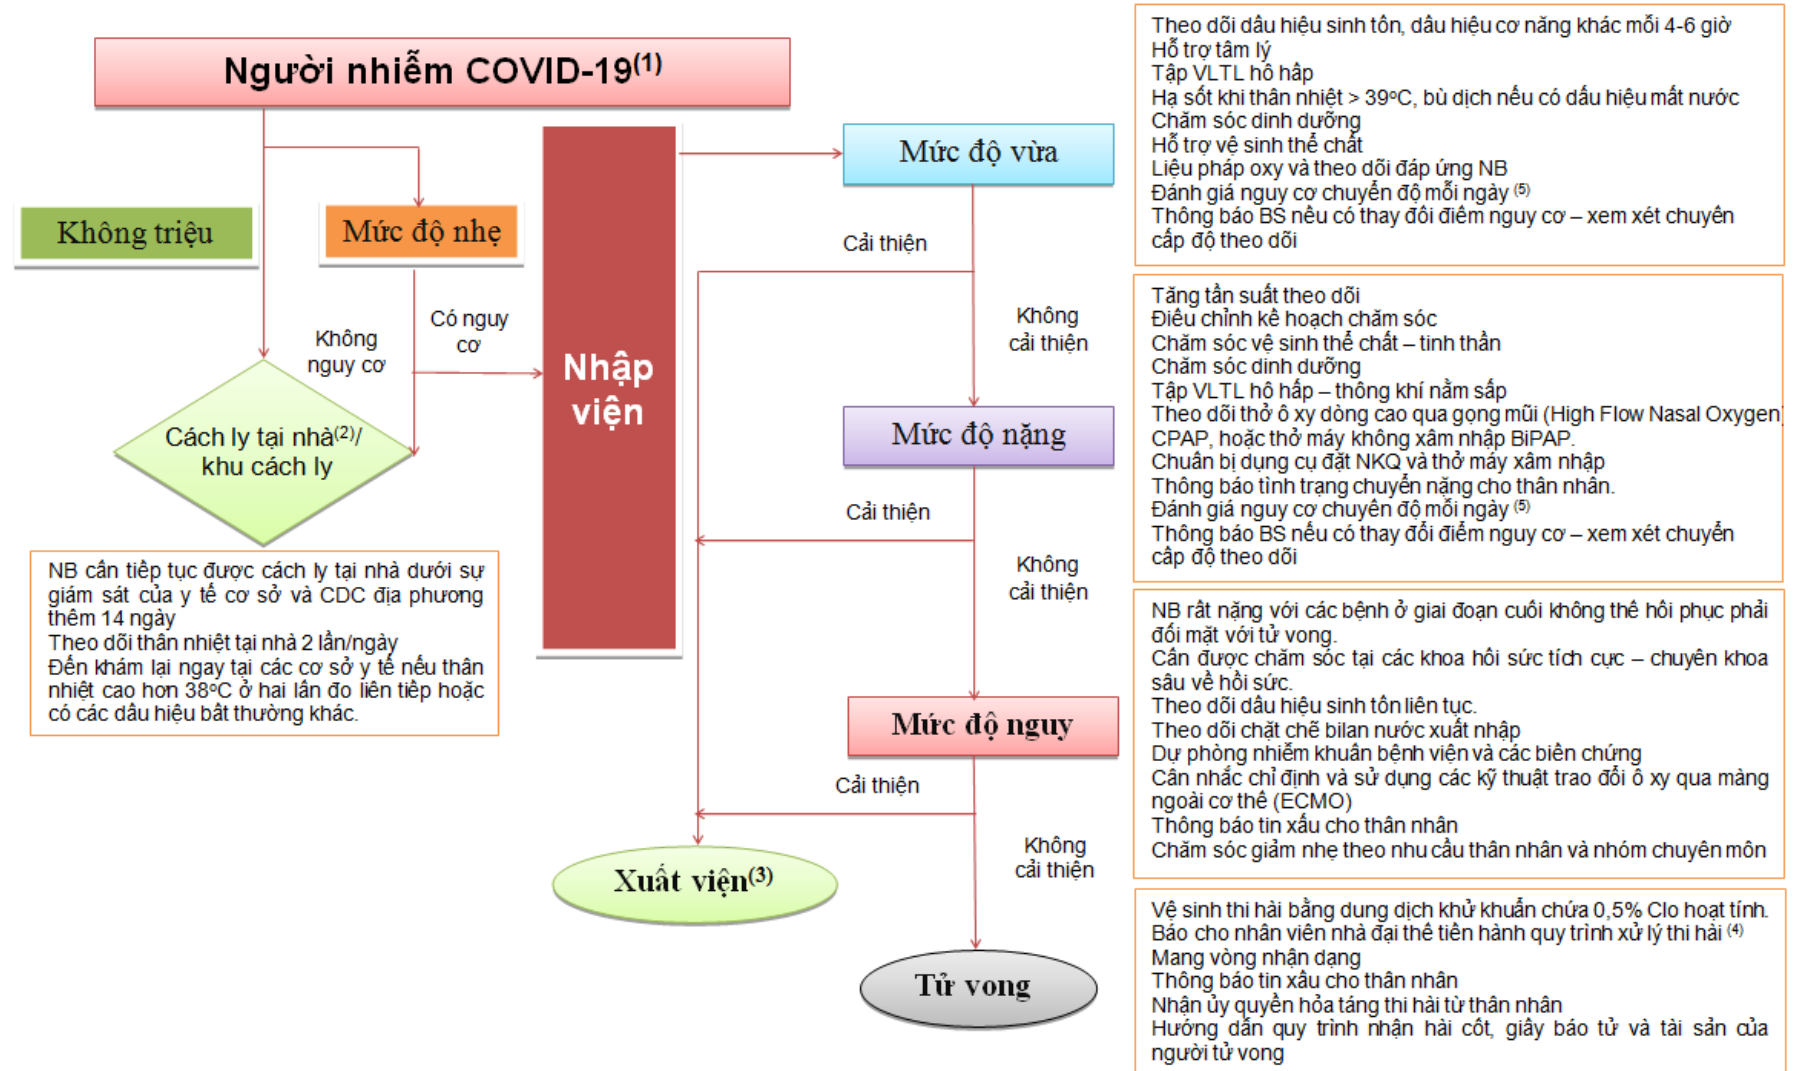 Người nhiễm COVID-19(1)
Không triệu
Mức độ nhẹ
Không
nguy cơ
Có nguy
cơ
Cách ly tại nhà(2)/
khu cách ly
NB cần tiếp tục được cách ly tại nhà dưới sự
giám sát của y tế cơ sở và CDC địa phương
thêm 14 ngày
Theo dõi thân nhiệt tại nhà 2 lần/ngày
Đến khám lại ngay tại các cơ sở y tế nếu thân
nhiệt cao hơn 38ºC ở hai lần đo liên tiếp hoặc
có các dấu hiệu bất thường khác.
Nhập
viện
Mức độ vừa
Cải thiện
Không
cải thiện
Mức độ nặng
Cải thiện
Không
cải thiện
Mức độ nguy
Cải thiện
Không
cải thiện
Xuất viện(3)
Tử vong
Theo dõi dấu hiệu sinh tồn, dấu hiệu cơ năng khác mỗi 4-6 giờ
Hỗ trợ tâm lý
Tập VLTL hô hấp
Hạ sốt khi thân nhiệt > 39ºC, bù dịch nếu có dấu hiệu mất nước
Chăm sóc dinh dưỡng
Hỗ trợ vệ sinh thể chất
Liệu pháp oxy và theo dõi đáp ứng NB
Đánh giá nguy cơ chuyển độ mỗi ngày (5)
Thông báo BS nếu có thay đổi điểm nguy cơ – xem xét chuyển
cấp độ theo dõi
Tăng tần suất theo dõi
Điều chỉnh kế hoạch chăm sóc
Chăm sóc vệ sinh thể chất – tinh thần
Chăm sóc dinh dưỡng
Tập VLTL hô hấp – thông khí nằm sấp
Theo dõi thở ô xy dòng cao qua gọng mũi (High Flow Nasal Oxygen)
CPAP, hoặc thở máy không xâm nhập BiPAP.
Chuẩn bị dụng cụ đặt NKQ và thở máy xâm nhập
Thông báo tình trạng chuyển nặng cho thân nhân.
Đánh giá nguy cơ chuyển độ mỗi ngày (5)
Thông báo BS nếu có thay đổi điểm nguy cơ – xem xét chuyển
cấp độ theo dõi
NB rất nặng với các bệnh ở giai đoạn cuối không thể hồi phục phải
đối mặt với tử vong.
Cần được chăm sóc tại các khoa hồi sức tích cực – chuyên khoa
sâu về hồi sức.
Theo dõi dấu hiệu sinh tồn liên tục.
Theo dõi chặt chẽ bilan nước xuất nhập
Dự phòng nhiễm khuẩn bệnh viện và các biến chứng
Cân nhắc chỉ định và sử dụng các kỹ thuật trao đổi ô xy qua màng
ngoài cơ thể (ECMO)
Thông báo tin xấu cho thân nhân
Chăm sóc giảm nhẹ theo nhu cầu thân nhân và nhóm chuyên môn
Vệ sinh thi hài bằng dung dịch khử khuẩn chứa 0,5% Clo hoạt tính.
Báo cho nhân viên nhà đại thể tiến hành quy trình xử lý thi hài (4)
Mang vòng nhận dạng
Thông báo tin xấu cho thân nhân
Nhận ủy quyền hỏa táng thi hài từ thân nhân
Hướng dẫn quy trình nhận hài cốt, giấy báo tử và tài sản của
người tử vong